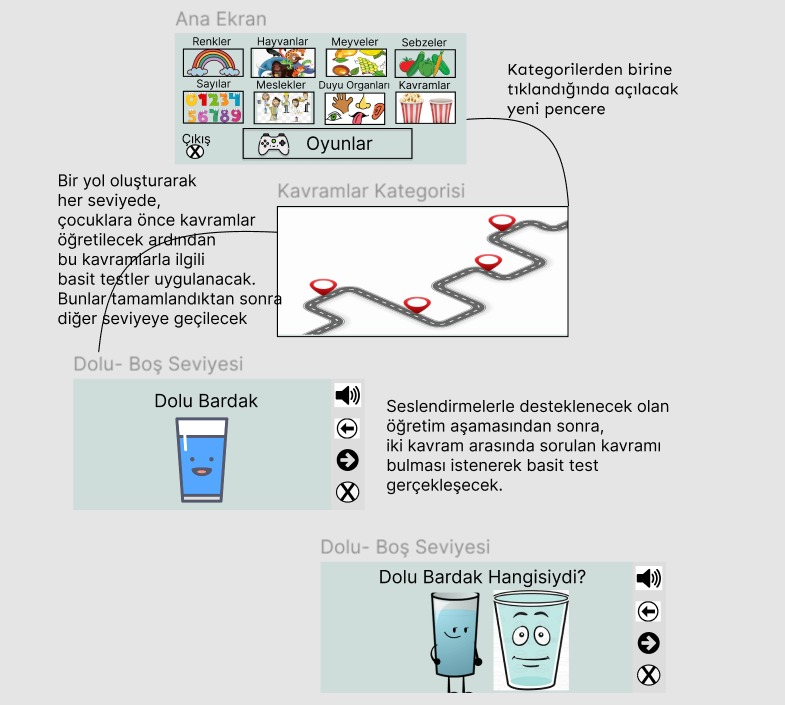 Ana Ekran
Renkler
Hayvanlar
Meyveler
Sebzeler
Sayılar
Meslekler
Duyu Organları
Kavramlar
01234
56789
Çıkış
X
Oyunlar
Kategorilerden birine
tıklandığında açılacak
yeni pencere
Bir yol oluşturarak
her seviyede,
çocuklara önce kavramlar
öğretilecek ardından
bu kavramlarla ilgili
basit testler uygulanacak.
Bunlar tamamlandıktan sonra
diğer seviyeye geçilecek
Kavramlar Kategorisi
Dolu- Boş Seviyesi
Dolu Bardak
X
Seslendirmelerle desteklenecek olan
öğretim aşamasından sonra,
iki kavram arasında sorulan kavramı
bulması istenerek basit test
gerçekleşecek.
Dolu- Boş Seviyesi
Dolu Bardak Hangisiydi?
X